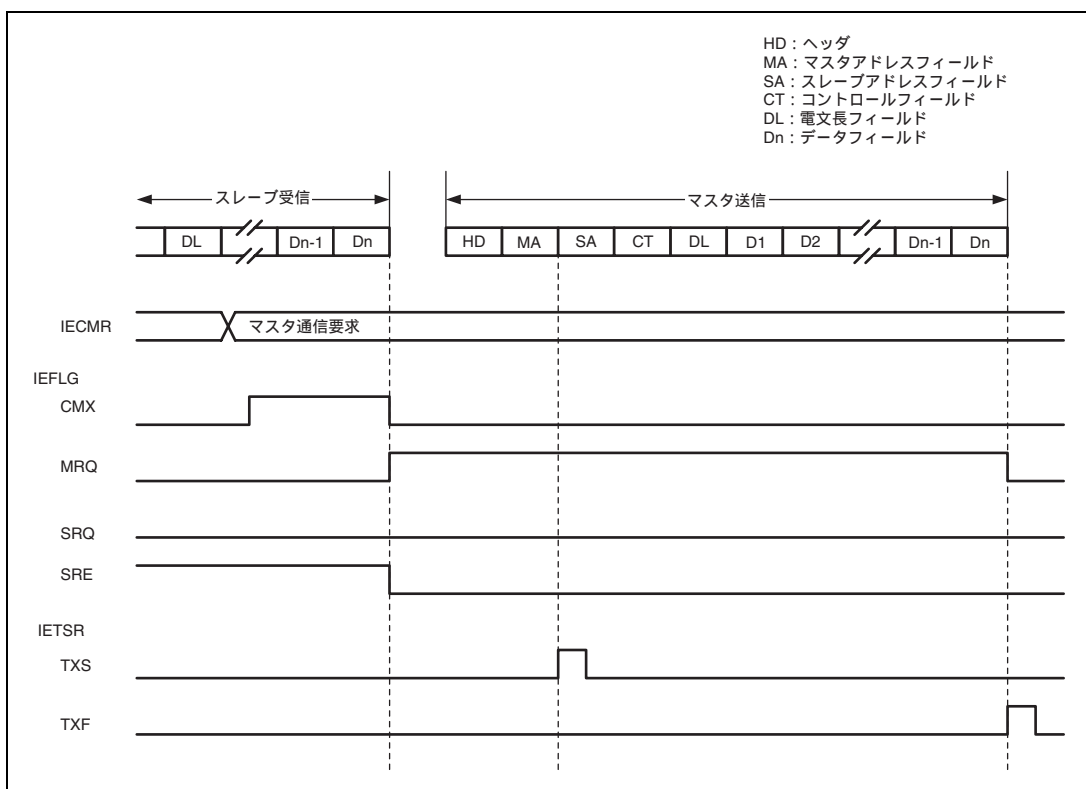 HD：ヘッダ
MA：マスタアドレスフィールド
SA：スレーブアドレスフィールド
CT：コントロールフィールド
DL：電文長フィールド
Dn：データフィールド
スレーブ受信 マスタ送信
DL Dn-1 Dn HD MA SA CT DL D1 D2 Dn-1 Dn
IECMR マスタ通信要求
IEFLG
CMX
MRQ
SRQ
SRE
IETSR
TXS
TXF